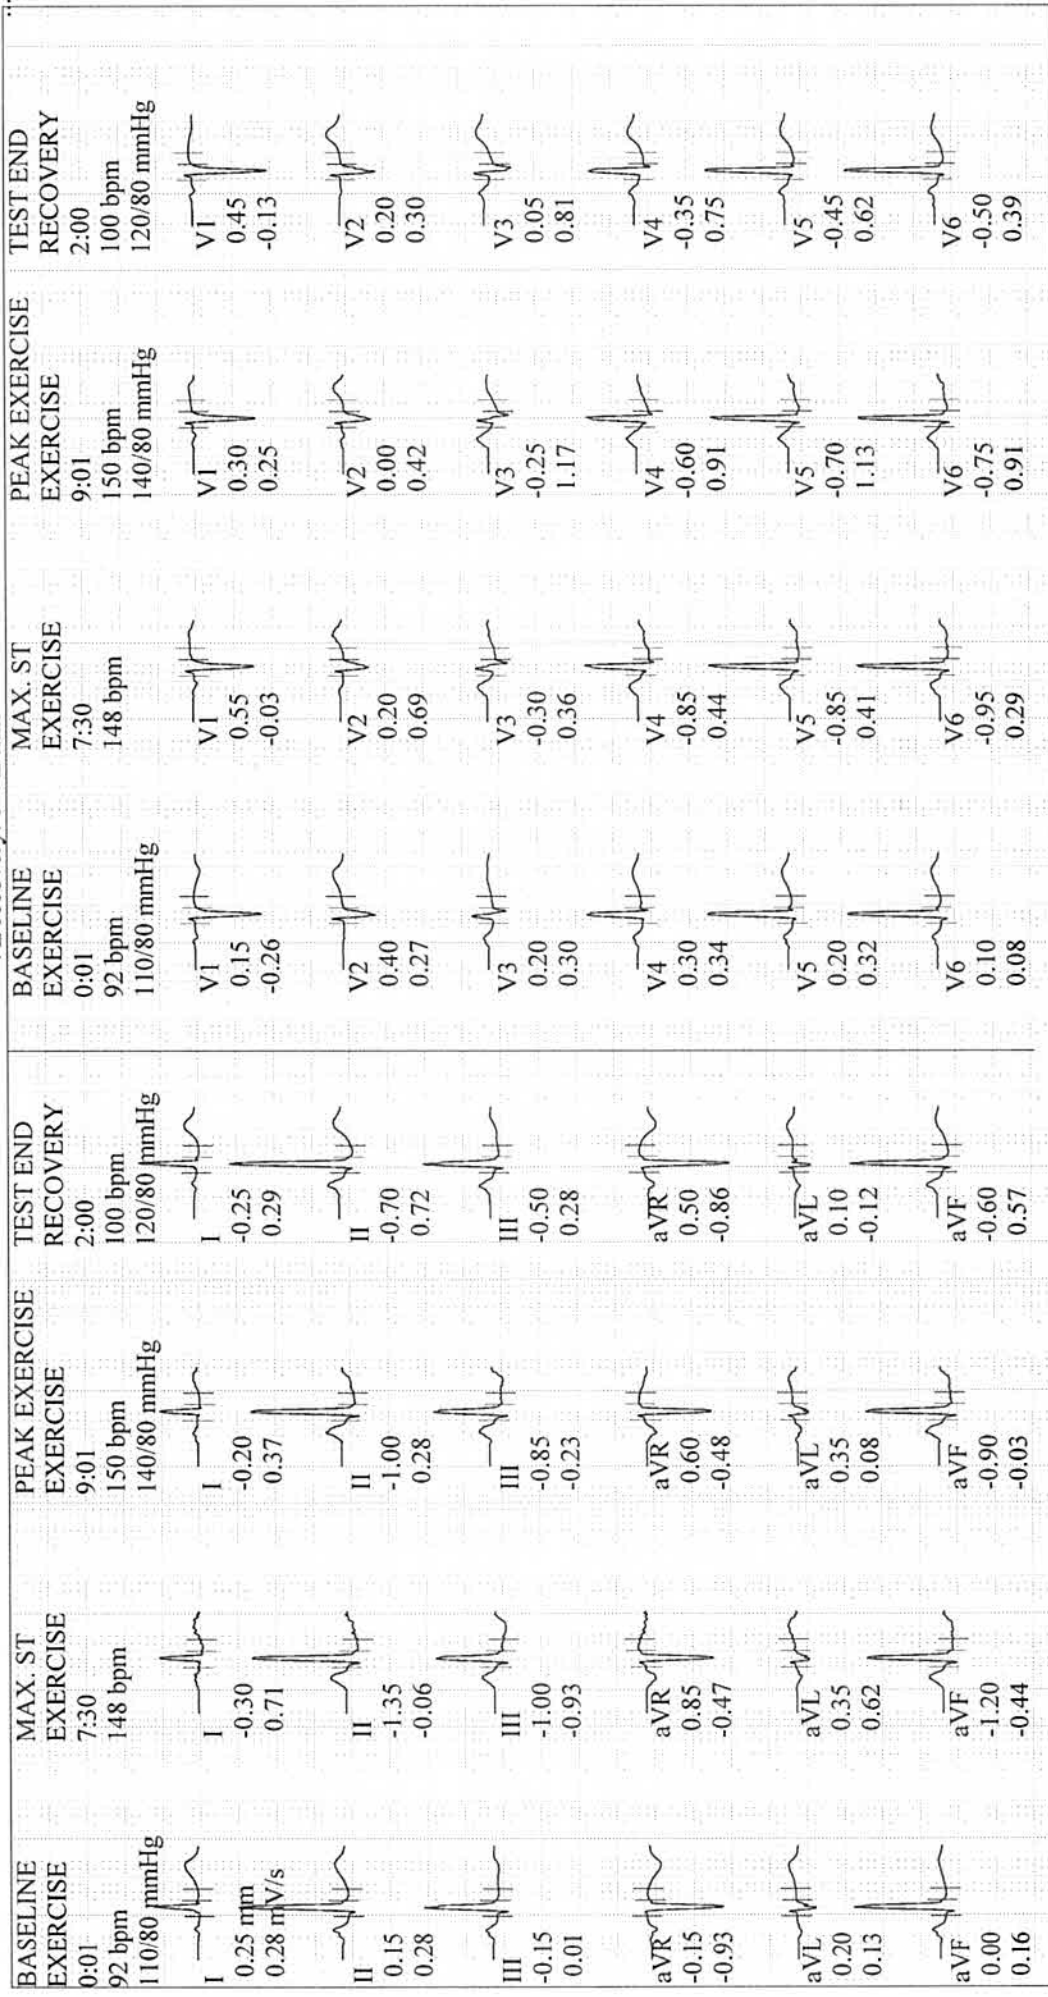 BASELINE
EXERCISE
0:01
92 bpm
110/80 mmHg
I
0.25 mm
0.28 mV/s
II
0.15
0.28
III
-0.15
0.01
aVR
-0.15
-0.93
aVL
0.20
0.13
aVF
0.00
0.16
MAX. ST
EXERCISE
7:30
148 bpm
I
-0.30
0.71
II
-1.35
-0.06
III
-1.00
-0.93
aVR
0.85
-0.47
aVL
0.35
0.62
aVF
-1.20
-0.44
PEAK EXERCISE
EXERCISE
9:01
150 bpm
140/80 mmHg
I
-0.20
0.37
II
-1.00
0.28
III
-0.85
-0.23
aVR
0.60
-0.48
aVL
0.35
0.08
aVF
-0.90
-0.03
TEST END
RECOVERY
2:00
100 bpm
120/80 mmHg
I
-0.25
0.29
II
-0.70
0.72
III
-0.50
0.28
aVR
0.50
-0.86
aVL
0.10
-0.12
aVF
-0.60
0.57
BASELINE
EXERCISE
0:01
92 bpm
110/80 mmHg
V1
0.15
-0.26
V2
0.40
0.27
V3
0.20
0.30
V4
0.30
0.34
V5
0.20
0.32
V6
0.10
0.08
MAX. ST
EXERCISE
7:30
148 bpm
V1
0.55
-0.03
V2
0.20
0.69
V3
-0.30
0.36
V4
-0.85
0.44
V5
-0.85
0.41
V6
-0.95
0.29
PEAK EXERCISE
EXERCISE
9:01
150 bpm
140/80 mmHg
V1
0.30
0.25
V2
0.00
0.42
V3
-0.25
1.17
V4
-0.60
0.91
V5
-0.70
1.13
V6
-0.75
0.91
TEST END
RECOVERY
2:00
100 bpm
120/80 mmHg
V1
0.45
-0.13
V2
0.20
0.30
V3
0.05
0.81
V4
-0.35
0.75
V5
-0.45
0.62
V6
-0.50
0.39